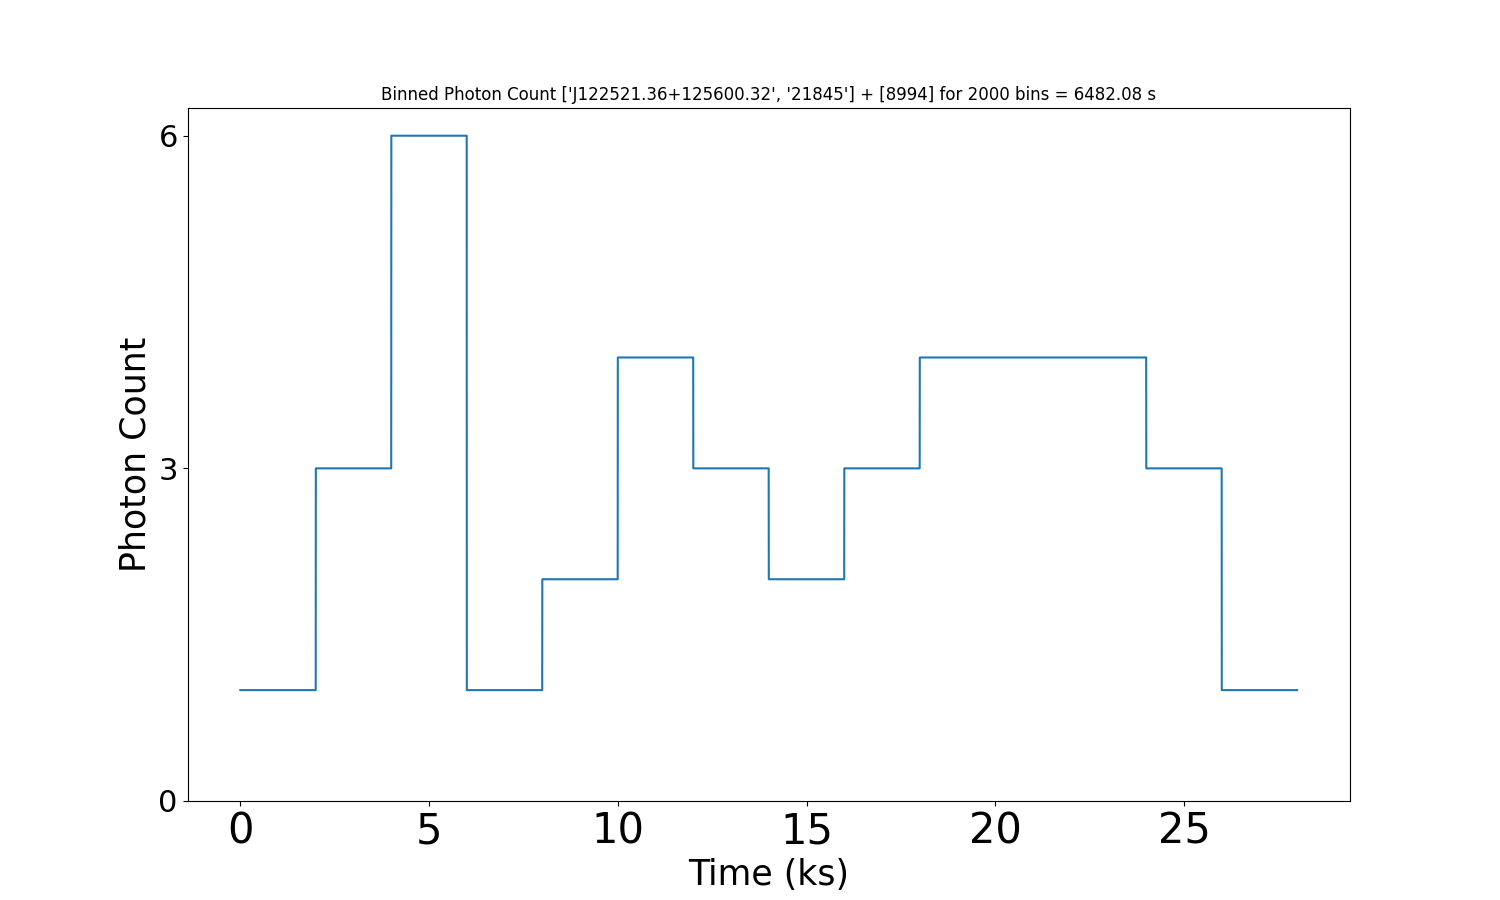 Binned Photon Count ['J122521.36+125600.32', '21845'] + [8994] for 2000 bins = 6482.08 s
6
3
0
Photon Count
0 5 10 15 20 25
Time (ks)